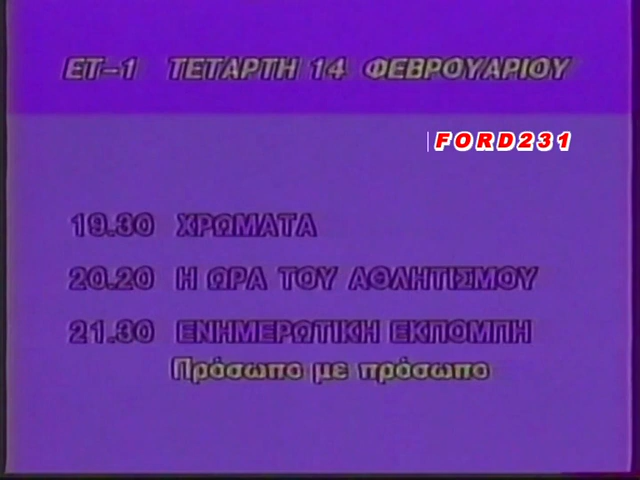 ΕΤ-1 ΤΕΤΑΡΤΗ 14 ΦΕΒΡΟΥΑΡΙΟΥ
FORD231
19.30 ΧΡΩΜΑΤΑ
20.20 Η ΩΡΑ ΤΟΥ ΑΘΛΗΤΙΣΜΟΥ
21.30 ΕΝΗΜΕΡΩΤΙΚΗ ΕΚΠΟΜΠΗ
Πρόσωπο με πρόσωπο